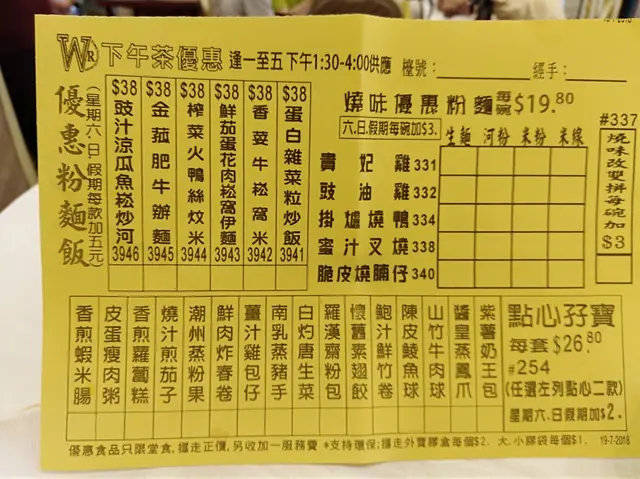 WR 下午茶優惠 逢一至五下午1:30-4:00供應 檯號: 經手:
優惠粉麵飯
(星期六.日.假期每款加五元)
$38 豉汁涼瓜魚崧炒河 3946
$38 金菇肥牛辦麵 3945
$38 榨菜火鴨絲炆米 3944
$38 鮮茄蛋花肉崧窩伊麵 3943
$38 香茜牛崧窩米 3942
$38 蛋白雜菜粒炒飯 3941
燒味優惠粉麵 每碗 $19.80
六.日.假期每碗加$3.
生麵 河粉 米粉 米線
貴妃雞 331
豉油雞 332
掛爐燒鴨 334
蜜汁叉燒 338
脆皮燒腩仔 340
#337
燒味改雙拼每碗加$3
香煎蝦米腸
皮蛋瘦肉粥
香煎蘿蔔糕
燒汁煎茄子
潮州蒸粉果
鮮肉炸春卷
薑汁雞包仔
南乳蒸豬手
白灼唐生菜
羅漢齋粉包
懷舊素翅餃
鮑汁鮮竹卷
陳皮鯪魚球
山竹牛肉球
醬皇蒸鳳爪
紫薯奶王包
點心孖寶
每套$26.80
#254
(任選左列點心二款)
星期六.日假期加$2.
優惠食品只限堂食,攞走正價,另收加一服務費 *支持環保;攞走外賣膠盒每個$2. 大.小膠袋每個$1,
19-7-2018